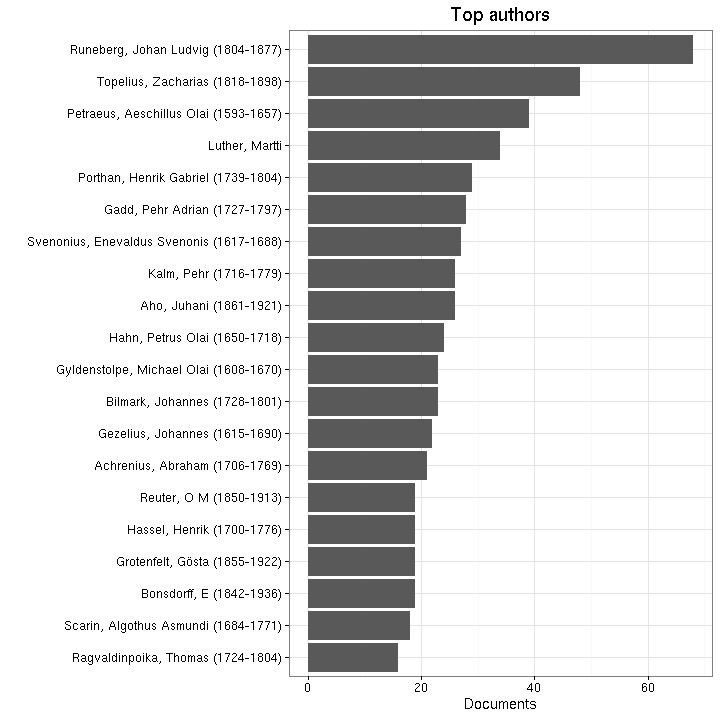 Top authors
Runeberg, Johan Ludvig (1804-1877)
Topelius, Zacharias (1818-1898)
Petraeus, Aeschillus Olai (1593-1657)
Luther, Martti
Porthan, Henrik Gabriel (1739-1804)
Gadd, Pehr Adrian (1727-1797)
Svenonius, Enevaldus Svenonis (1617-1688)
Kalm, Pehr (1716-1779)
Aho, Juhani (1861-1921)
Hahn, Petrus Olai (1650-1718)
Gyldenstolpe, Michael Olai (1608-1670)
Bilmark, Johannes (1728-1801)
Gezelius, Johannes (1615-1690)
Achrenius, Abraham (1706-1769)
Reuter, O M (1850-1913)
Hassel, Henrik (1700-1776)
Grotenfelt, Gösta (1855-1922)
Bonsdorff, E (1842-1936)
Scarin, Algothus Asmundi (1684-1771)
Ragvaldinpoika, Thomas (1724-1804)
0 20 40 60
Documents